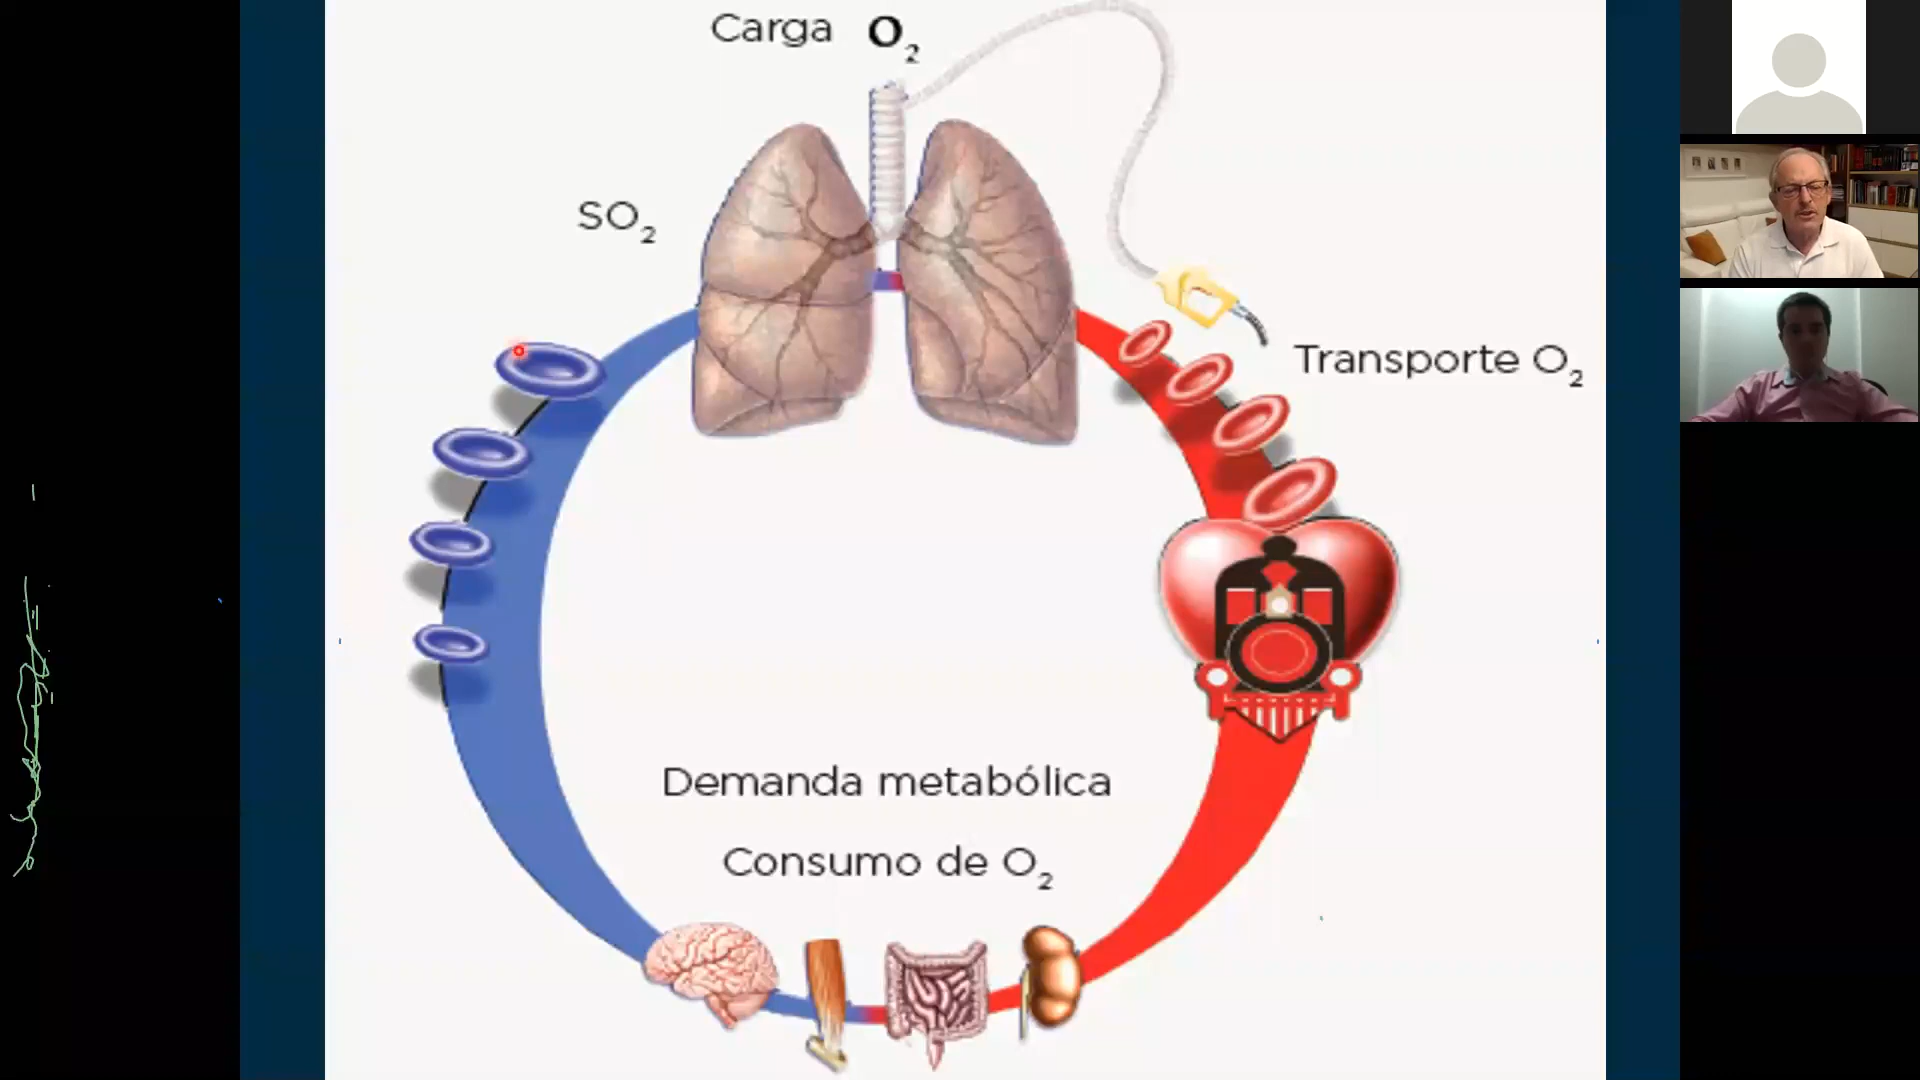 Carga O₂
SO₂
Transporte O₂
Demanda metabólica
Consumo de O₂